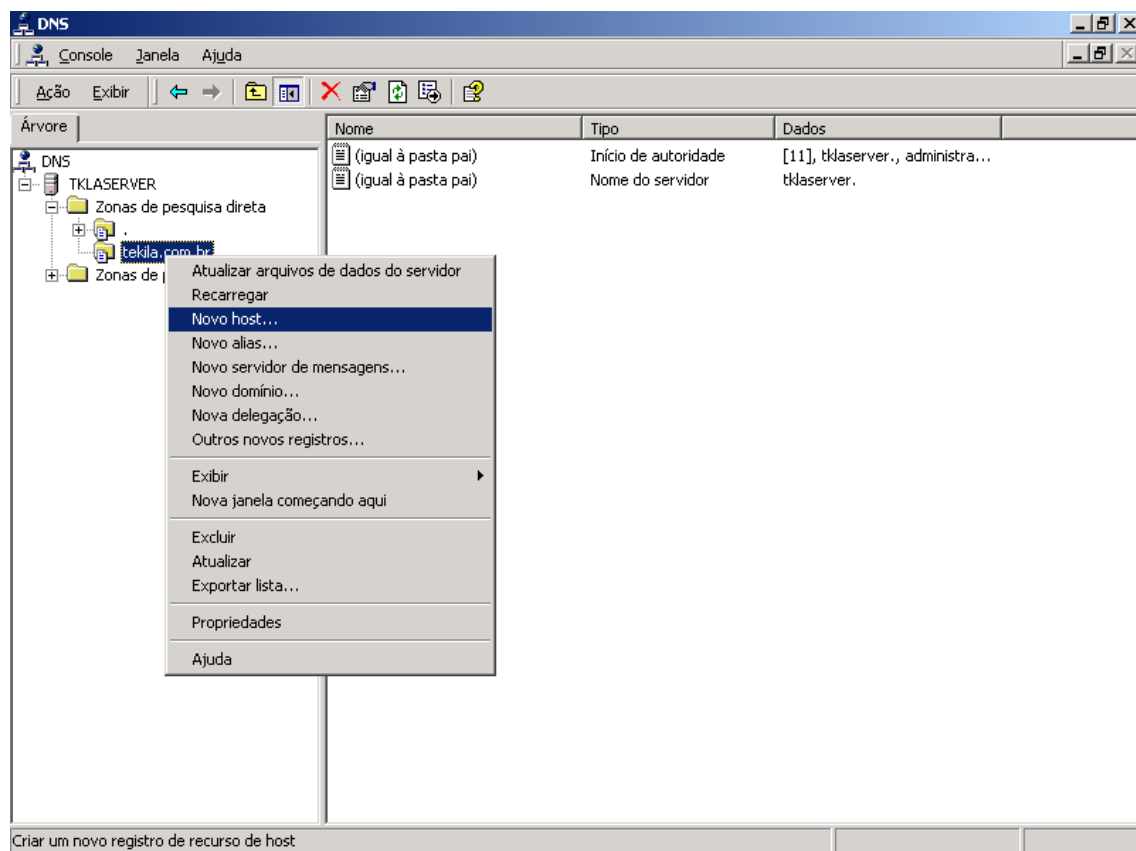 DNS
Console Janela Ajuda
Ação Exibir
Árvore
Nome Tipo Dados
DNS
(igual à pasta pai) Início de autoridade [11], tklaserver., administra...
TKLASERVER
(igual à pasta pai) Nome do servidor tklaserver.
Zonas de pesquisa direta
.
tekila.com.br
Zonas de
Atualizar arquivos de dados do servidor
Recarregar
Novo host...
Novo alias...
Novo servidor de mensagens...
Novo domínio...
Nova delegação...
Outros novos registros...
Exibir
Nova janela começando aqui
Excluir
Atualizar
Exportar lista...
Propriedades
Ajuda
Criar um novo registro de recurso de host